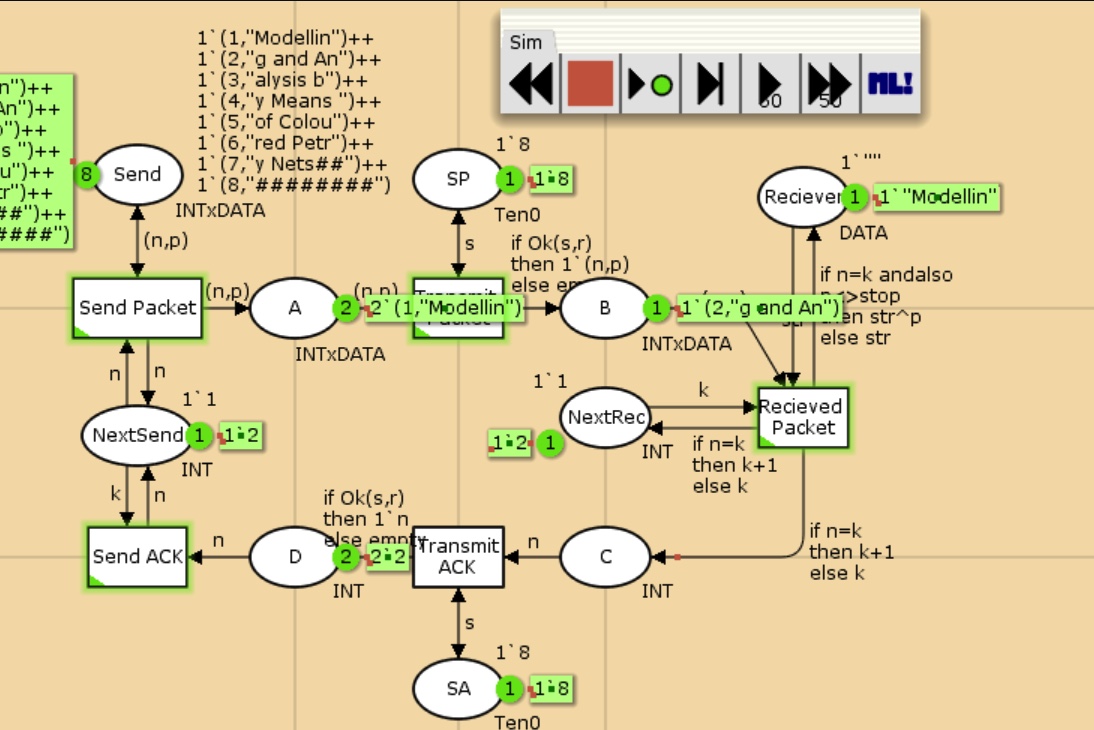 1`(1,"Modellin")++
1`(2,"g and An")++
1`(3,"alysis b")++
1`(4,"y Means ")++
1`(5,"of Colou")++
1`(6,"red Petr")++
1`(7,"y Nets##")++
1`(8,"########")
Sim
50
ML!
n")++
An")++
")++
s ")++
u")++
tr")++
##")++
####")
8
Send
INTxDATA
(n,p)
1`8
SP
1
1`8
Ten0
s
if Ok(s,r)
then 1`(n,p)
else em
1`""
Reciever
1
1`"Modellin"
DATA
if n=k andalso
<>stop
then str^p
else str
Send Packet
(n,p)
A
(n,p)
2
2`(1,"Modellin")
B
1
1`(2,"g and An")
INTxDATA
INTxDATA
n
n
1`1
NextSend
1
1`2
INT
1`1
NextRec
1`2
1
INT
k
if n=k
then k+1
else k
Recieved
Packet
k
n
if Ok(s,r)
then 1`n
else empty
Send ACK
n
D
2
2`2
INT
Transmit
ACK
n
C
INT
if n=k
then k+1
else k
s
1`8
SA
1
1`8
Ten0